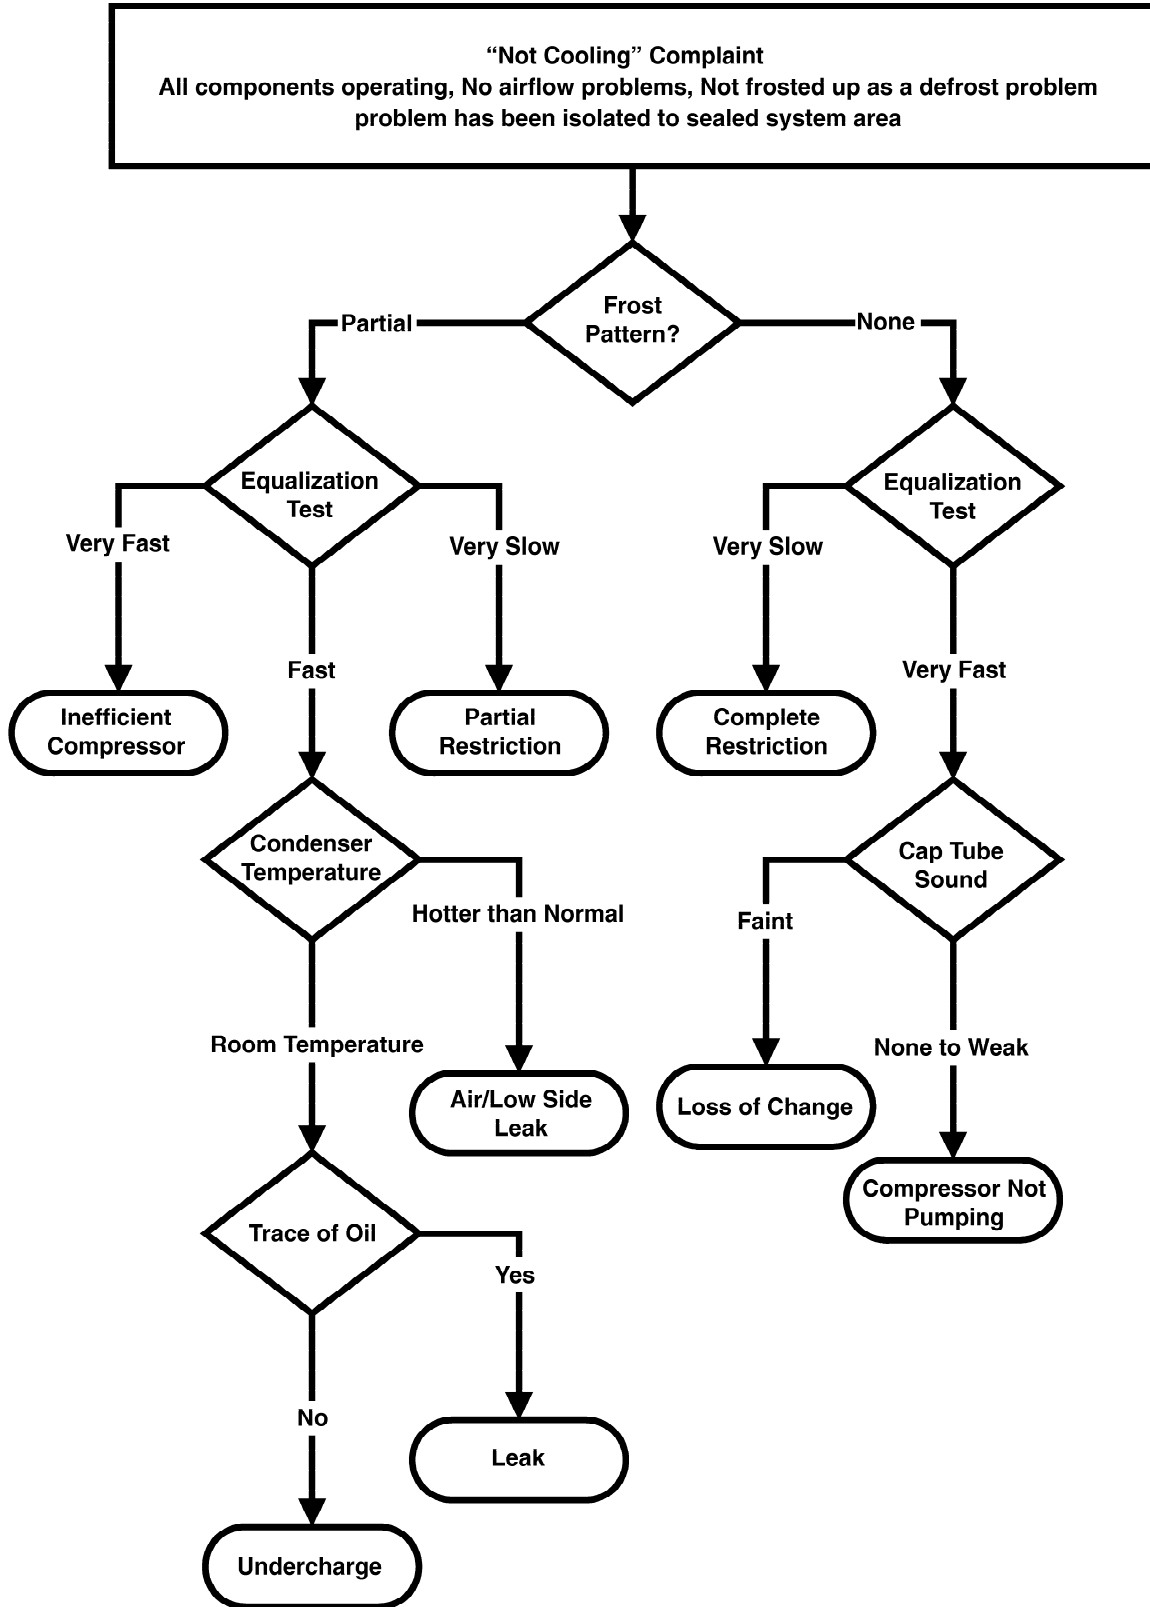 “Not Cooling” Complaint
All components operating, No airflow problems, Not frosted up as a defrost problem
problem has been isolated to sealed system area
Frost
Pattern?
Partial
None
Equalization
Test
Equalization
Test
Very Fast
Very Slow
Very Slow
Fast
Very Fast
Inefficient
Compressor
Partial
Restriction
Complete
Restriction
Condenser
Temperature
Cap Tube
Sound
Hotter than Normal
Faint
Room Temperature
None to Weak
Air/Low Side
Leak
Loss of Change
Compressor Not
Pumping
Trace of Oil
Yes
No
Leak
Undercharge